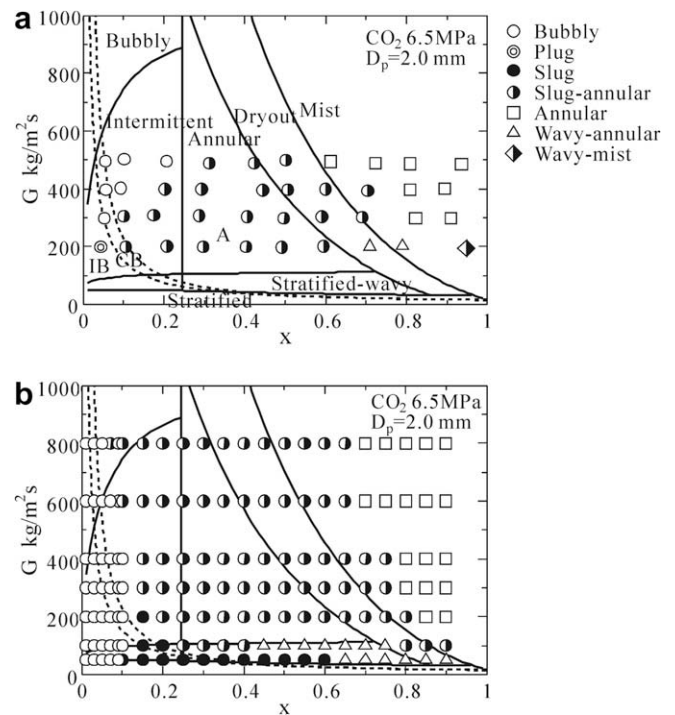 a
1000
800
600
400
200
0
G kg/m²s
Bubbly
CO₂ 6.5MPa
Dₚ=2.0 mm
Intermittent
Annular
Dryout
Mist
A
IB
CB
Stratified-wavy
Stratified
0
0.2
0.4
0.6
0.8
1
x
Bubbly
Plug
Slug
Slug-annular
Annular
Wavy-annular
Wavy-mist
b
1000
800
600
400
200
0
G kg/m²s
CO₂ 6.5MPa
Dₚ=2.0 mm
0
0.2
0.4
0.6
0.8
1
x